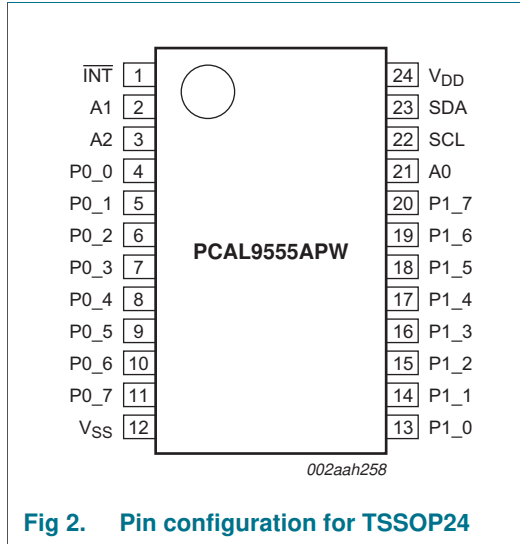 INT 1 24 VDD
A1 2 23 SDA
A2 3 22 SCL
P0_0 4 21 A0
P0_1 5 20 P1_7
P0_2 6 19 P1_6
P0_3 7 PCAL9555APW 18 P1_5
P0_4 8 17 P1_4
P0_5 9 16 P1_3
P0_6 10 15 P1_2
P0_7 11 14 P1_1
VSS 12 13 P1_0
002aah258
Fig 2. Pin configuration for TSSOP24